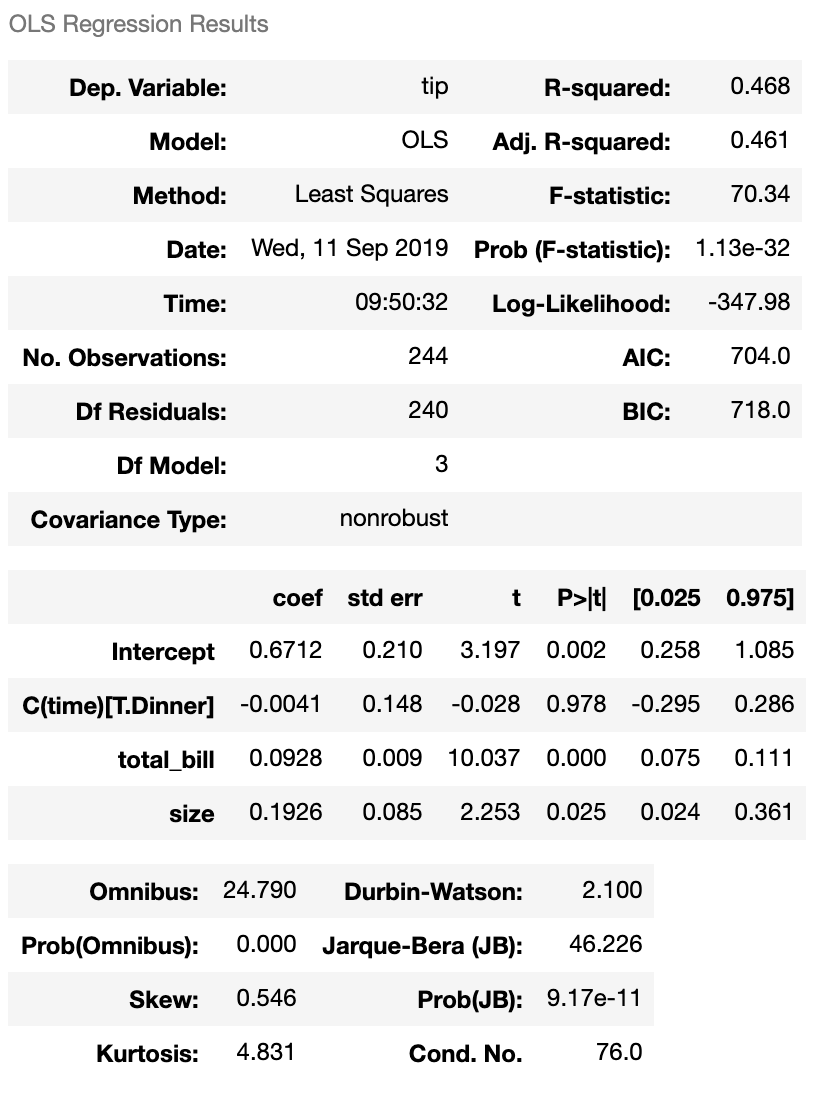 OLS Regression Results
Dep. Variable: tip R-squared: 0.468
Model: OLS Adj. R-squared: 0.461
Method: Least Squares F-statistic: 70.34
Date: Wed, 11 Sep 2019 Prob (F-statistic): 1.13e-32
Time: 09:50:32 Log-Likelihood: -347.98
No. Observations: 244 AIC: 704.0
Df Residuals: 240 BIC: 718.0
Df Model: 3
Covariance Type: nonrobust
coef std err t P>|t| [0.025 0.975]
Intercept 0.6712 0.210 3.197 0.002 0.258 1.085
C(time)[T.Dinner] -0.0041 0.148 -0.028 0.978 -0.295 0.286
total_bill 0.0928 0.009 10.037 0.000 0.075 0.111
size 0.1926 0.085 2.253 0.025 0.024 0.361
Omnibus: 24.790 Durbin-Watson: 2.100
Prob(Omnibus): 0.000 Jarque-Bera (JB): 46.226
Skew: 0.546 Prob(JB): 9.17e-11
Kurtosis: 4.831 Cond. No. 76.0